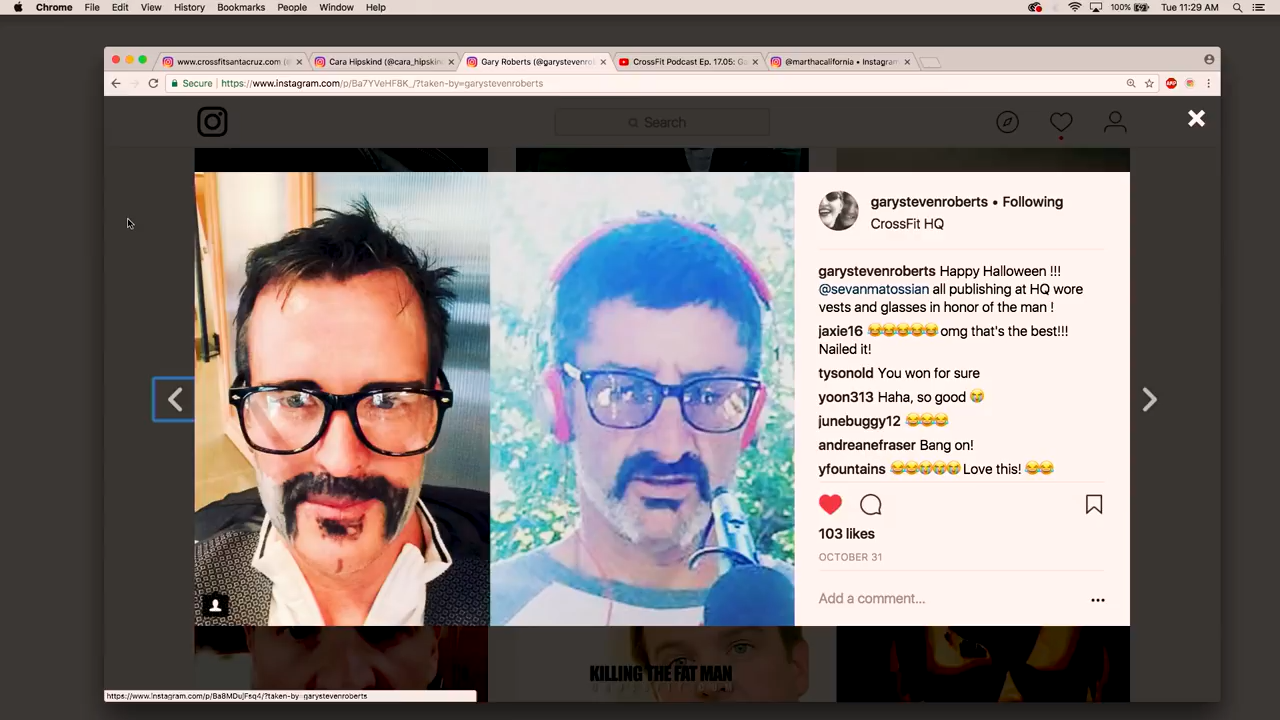 Chrome File Edit View History Bookmarks People Window Help 100% Tue 11:29 AM
www.crossfitsantacruz.com (@ Cara Hipskind (@cara_hipskin Gary Roberts (@garystevenrol CrossFit Podcast Ep. 17.05: Ga @marthacalifornia • Instagram
Secure https://www.instagram.com/p/Ba7YVeHF8K_/?taken-by=garystevenroberts
Search
garystevenroberts • Following
CrossFit HQ
garystevenroberts Happy Halloween !!!
@sevanmatossian all publishing at HQ wore
vests and glasses in honor of the man !
jaxie16 😂😂😂😂😂 omg that's the best!!!
Nailed it!
tysonold You won for sure
yoon313 Haha, so good 😭
junebuggy12 😂😂😂
andreanefraser Bang on!
yfountains 😂😂😭😭😂 Love this! 😂😂
103 likes
OCTOBER 31
Add a comment...
KILLING THE FAT MAN
https://www.instagram.com/p/Ba8MDujFsq4/?taken-by=garystevenroberts